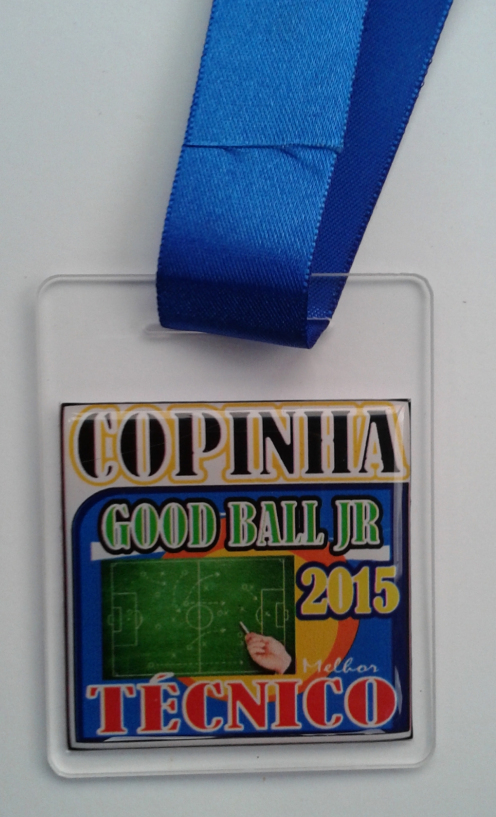 COPINHA
GOOD BALL JR
2015
Melhor
TÉCNICO